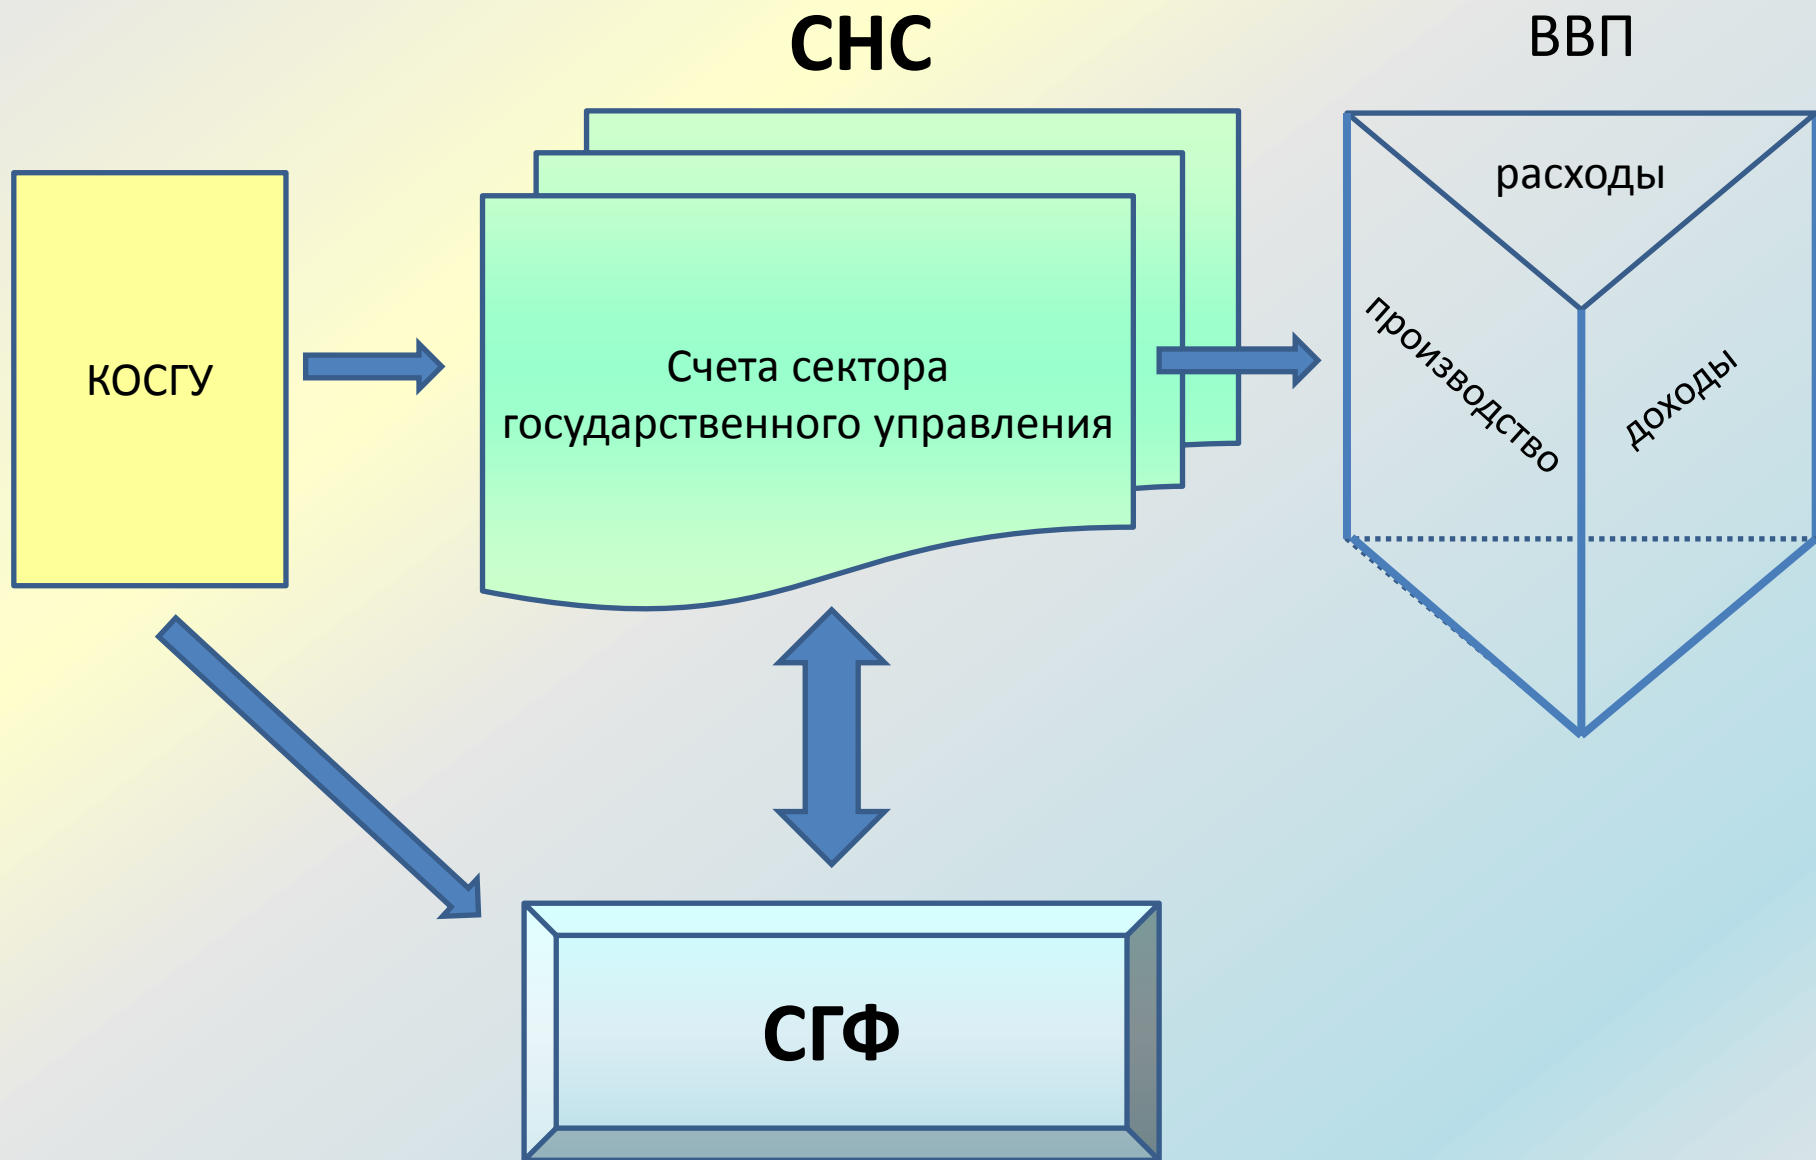 СНС
ВВП
КОСГУ
Счета сектора
государственного управления
расходы
производство
доходы
СГФ